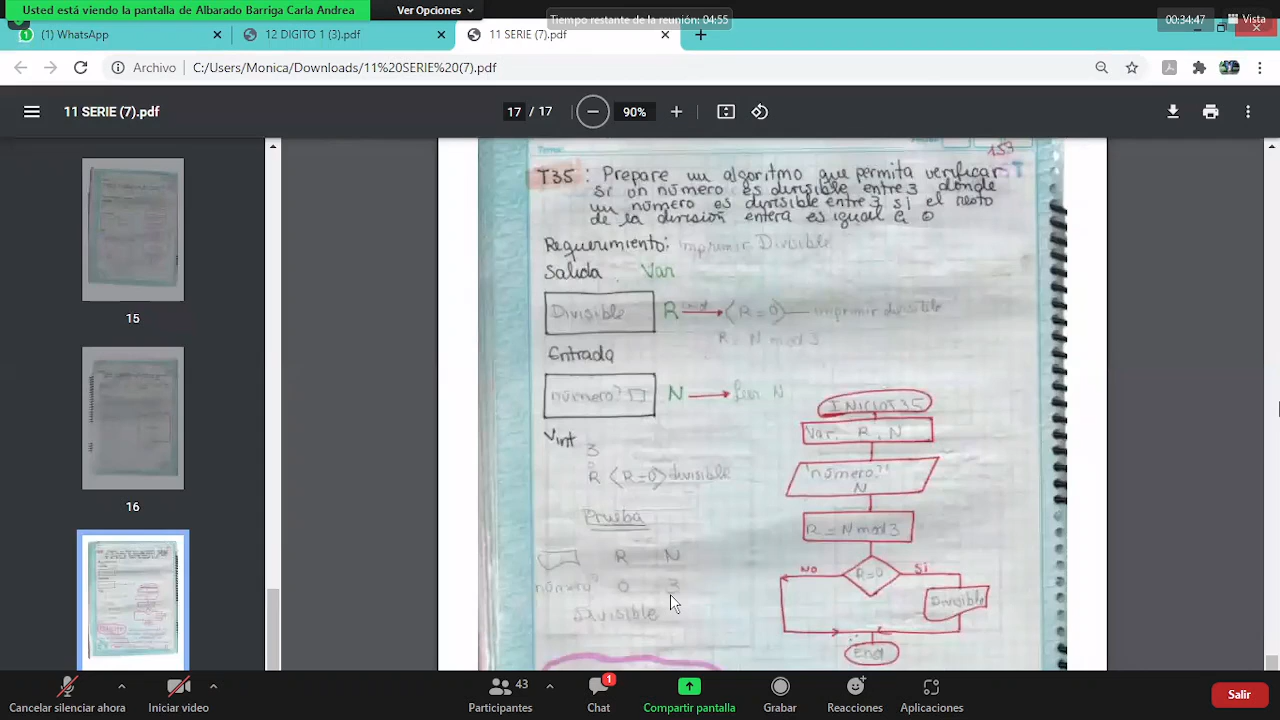 Usted está viendo la pantalla de Albarado Barriga Carla Andrea
Ver Opciones
Tiempo restante de la reunión: 04:55
00:34:47
Vista
(1) WhatsApp
12 DIGITO 1 (3).pdf
11 SERIE (7).pdf
Archivo
C:/Users/Monica/Downloads/11%20SERIE%20(7).pdf
11 SERIE (7).pdf
17 / 17
90%
153
T35 : Prepare un algoritmo que permita verificar
si un número es divisible entre 3 donde
un número es divisible entre 3 si el resto
de la división entera es igual a 0
Requerimiento: imprimir Divisible
Salida Var
Divisible R → (R=0) — imprimir divisible
R = N mod 3
Entrada
número? N → Leer N
Vint
3
R (R=0) divisible
Prueba
R N
número? 0 3
Divisible
INICIO T35
Var. R, N
"número?"
N
R = N mod 3
NO R=0 Si
Divisible
End
15
16
Cancelar silenciar ahora
Iniciar video
43
Participantes
1
Chat
Compartir pantalla
Grabar
Reacciones
Aplicaciones
Salir